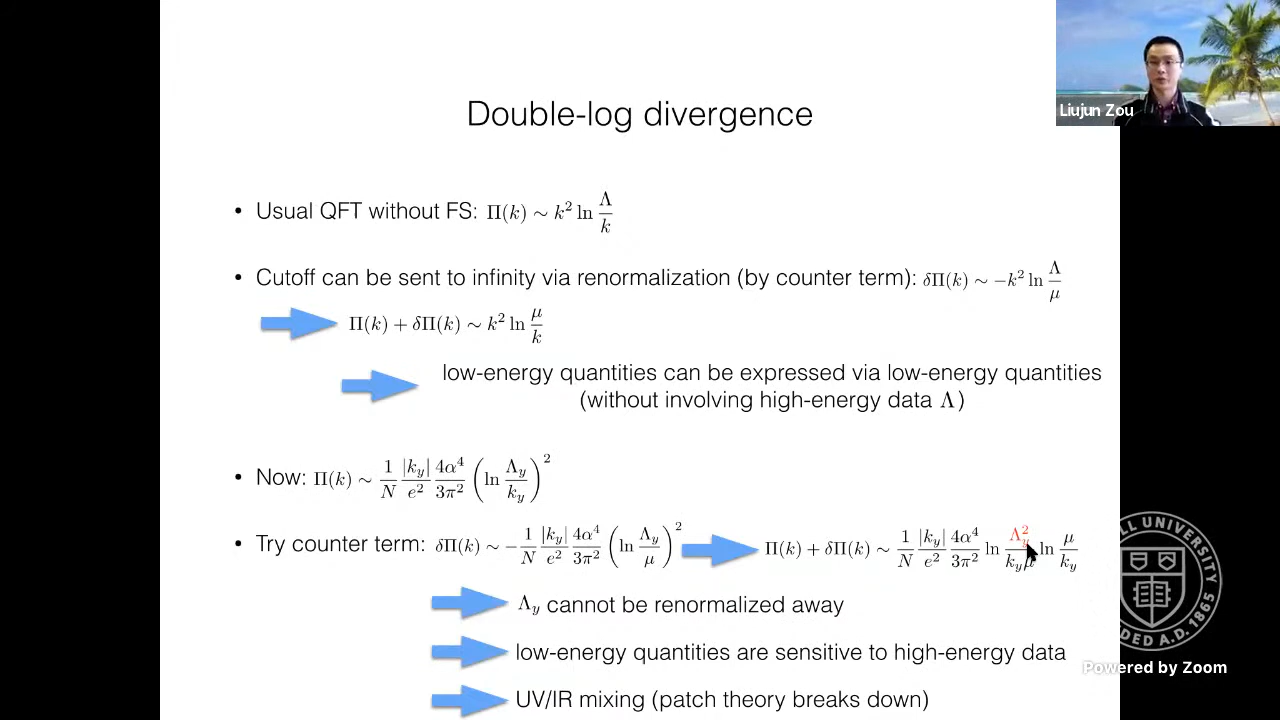 Liujun Zou
Double-log divergence
• Usual QFT without FS: Π(k) ∼ k² ln Λ/k
• Cutoff can be sent to infinity via renormalization (by counter term): δΠ(k) ∼ −k² ln Λ/μ
Π(k) + δΠ(k) ∼ k² ln μ/k
low-energy quantities can be expressed via low-energy quantities
(without involving high-energy data Λ)
• Now: Π(k) ∼ 1/N |k_y|/e² 4α⁴/3π² (ln Λ_y/k_y)²
• Try counter term: δΠ(k) ∼ −1/N |k_y|/e² 4α⁴/3π² (ln Λ_y/μ)² Π(k) + δΠ(k) ∼ 1/N |k_y|/e² 4α⁴/3π² ln Λ_y²/k_yμ ln μ/k_y
Λ_y cannot be renormalized away
low-energy quantities are sensitive to high-energy data
UV/IR mixing (patch theory breaks down)
LL UNIVERSITY
DED A.D. 1865
Powered by Zoom